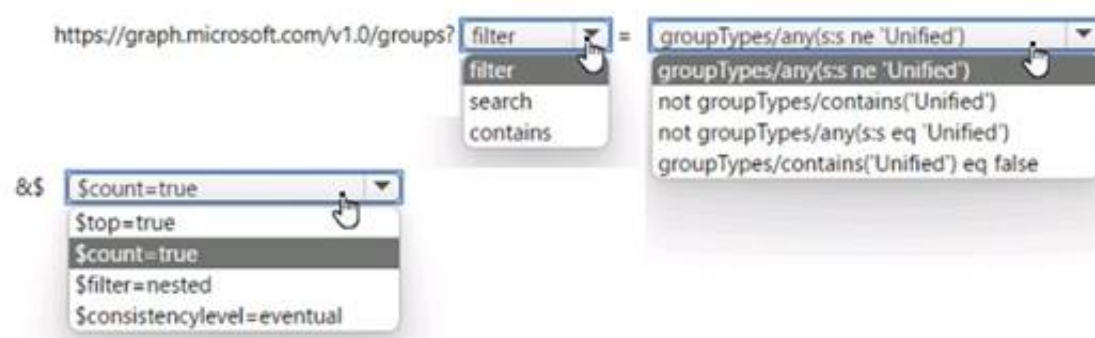 https://graph.microsoft.com/v1.0/groups? filter = groupTypes/any(s:s ne 'Unified')
filter
search
contains
groupTypes/any(s:s ne 'Unified')
not groupTypes/contains('Unified')
not groupTypes/any(s:s eq 'Unified')
groupTypes/contains('Unified') eq false
&$ $count=true
$top=true
$count=true
$filter=nested
$consistencylevel=eventual